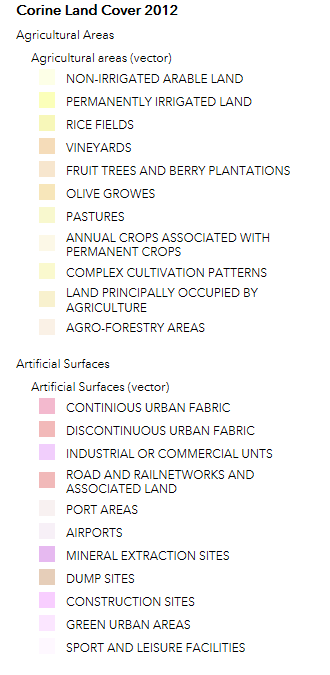 Corine Land Cover 2012
Agricultural Areas
Agricultural areas (vector)
NON-IRRIGATED ARABLE LAND
PERMANENTLY IRRIGATED LAND
RICE FIELDS
VINEYARDS
FRUIT TREES AND BERRY PLANTATIONS
OLIVE GROWES
PASTURES
ANNUAL CROPS ASSOCIATED WITH
PERMANENT CROPS
COMPLEX CULTIVATION PATTERNS
LAND PRINCIPALLY OCCUPIED BY
AGRICULTURE
AGRO-FORESTRY AREAS
Artificial Surfaces
Artificial Surfaces (vector)
CONTINIOUS URBAN FABRIC
DISCONTINUOUS URBAN FABRIC
INDUSTRIAL OR COMMERCIAL UNTS
ROAD AND RAILNETWORKS AND
ASSOCIATED LAND
PORT AREAS
AIRPORTS
MINERAL EXTRACTION SITES
DUMP SITES
CONSTRUCTION SITES
GREEN URBAN AREAS
SPORT AND LEISURE FACILITIES